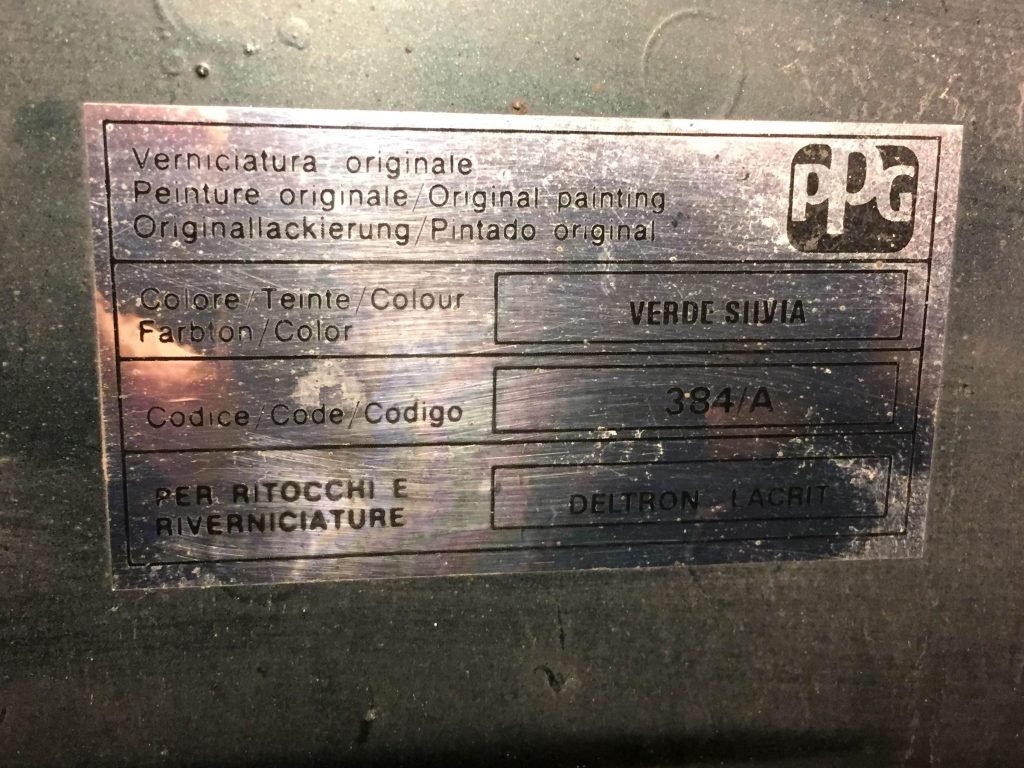 Verniciatura originale
Peinture originale/Original painting
Originallackierung/Pintado original
PPG
Colore/Teinte/Colour
Farbton/Color
VERDE SIIVIA
Codice/Code/Codigo
384/A
PER RITOCCHI E
RIVERNICIATURE
DELTRON LACRIT